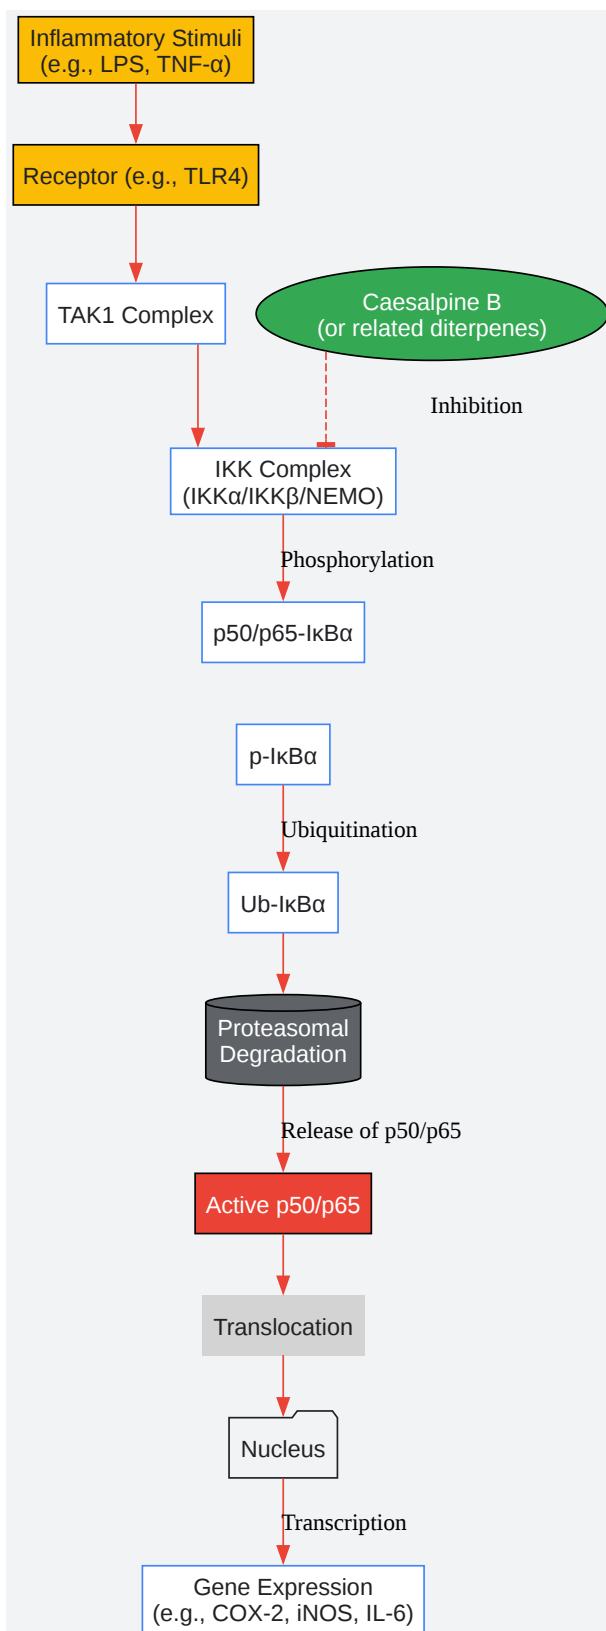 Inflammatory Stimuli
(e.g., LPS, TNF-α)
Receptor (e.g., TLR4)
TAK1 Complex
Caesalpine B
(or related diterpenes)
Inhibition
IKK Complex
(IKKα/IKKβ/NEMO)
Phosphorylation
p50/p65-IκBα
p-IκBα
Ubiquitination
Ub-IκBα
Proteasomal
Degradation
Release of p50/p65
Active p50/p65
Translocation
Nucleus
Transcription
Gene Expression
(e.g., COX-2, iNOS, IL-6)